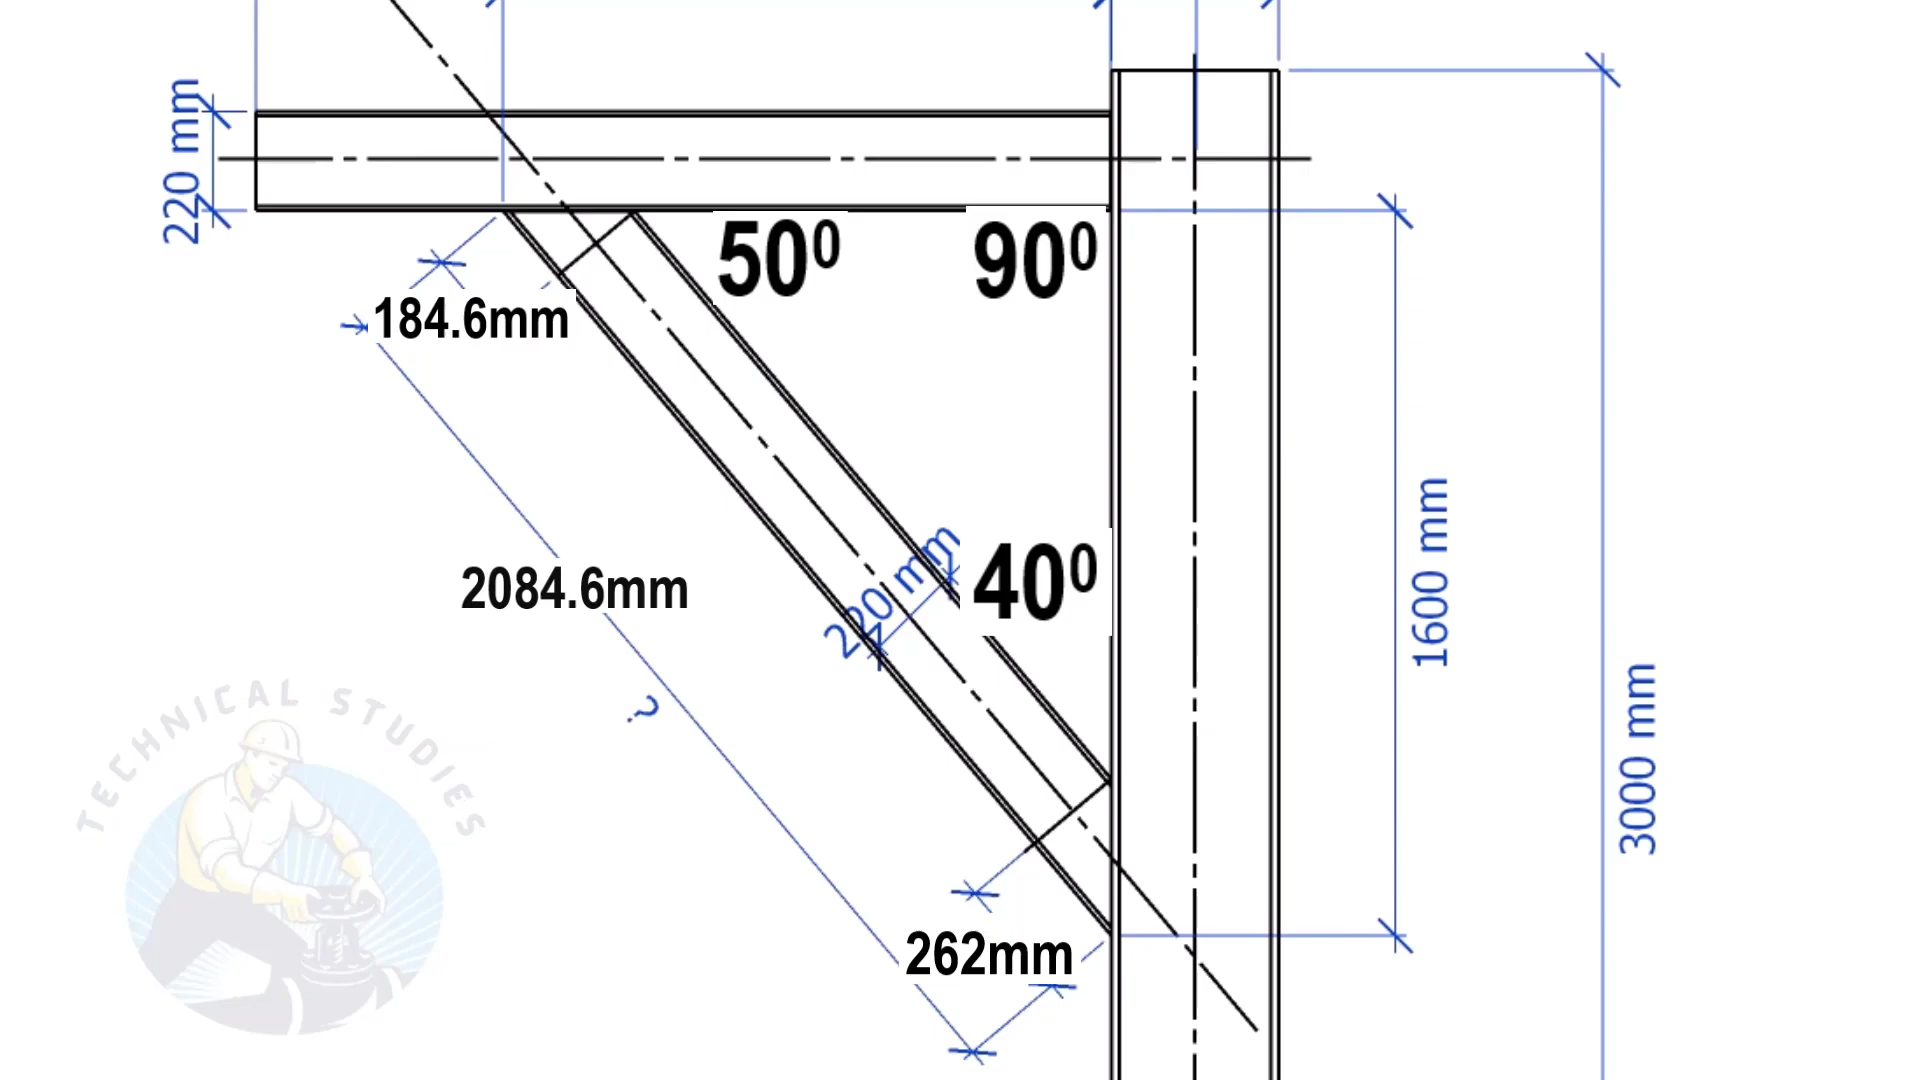 220 mm
50⁰
90⁰
184.6mm
2084.6mm
220 mm
40⁰
1600 mm
?
3000 mm
TECHNICAL STUDIES
262mm